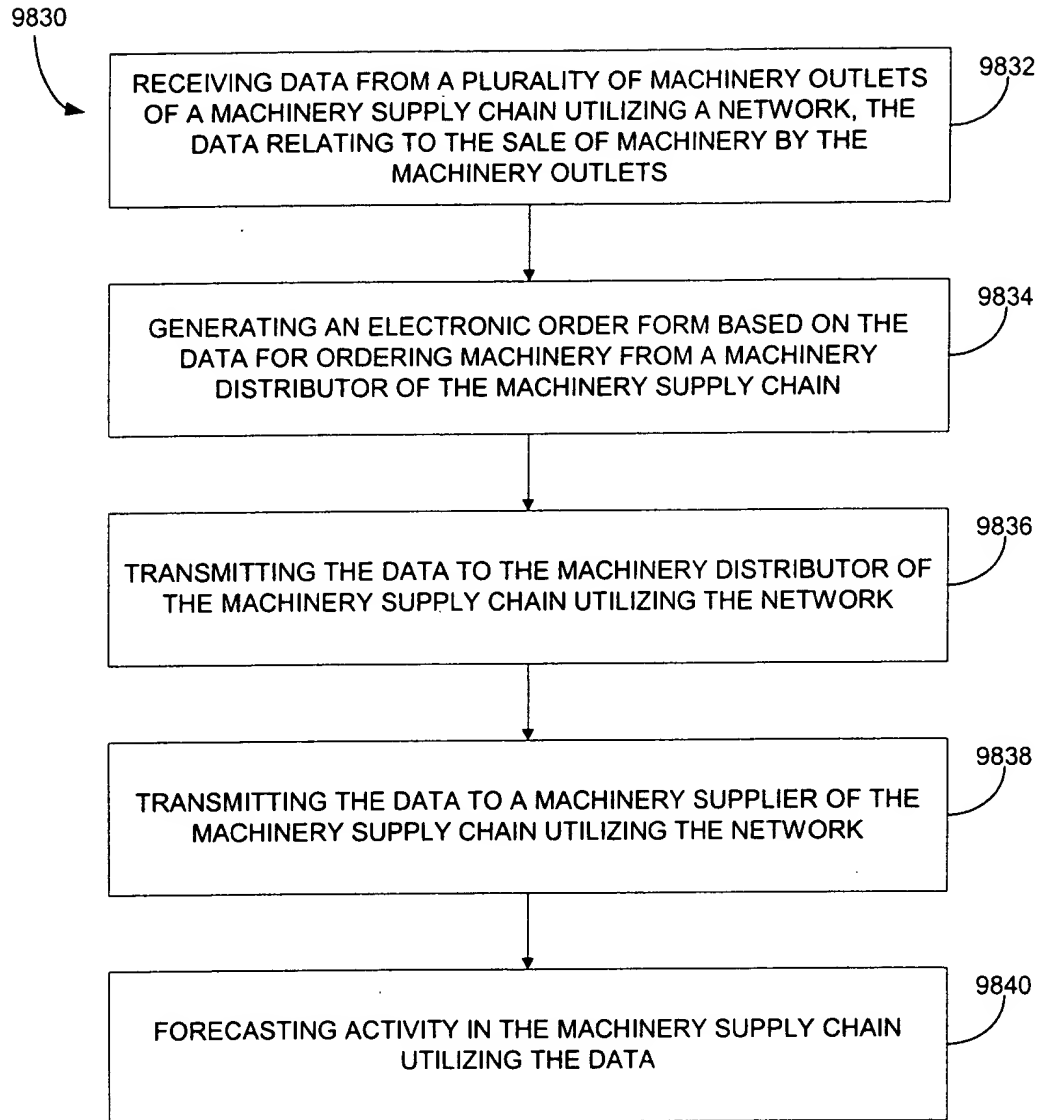 9830
RECEIVING DATA FROM A PLURALITY OF MACHINERY OUTLETS
OF A MACHINERY SUPPLY CHAIN UTILIZING A NETWORK, THE
DATA RELATING TO THE SALE OF MACHINERY BY THE
MACHINERY OUTLETS
9832
GENERATING AN ELECTRONIC ORDER FORM BASED ON THE
DATA FOR ORDERING MACHINERY FROM A MACHINERY
DISTRIBUTOR OF THE MACHINERY SUPPLY CHAIN
9834
TRANSMITTING THE DATA TO THE MACHINERY DISTRIBUTOR OF
THE MACHINERY SUPPLY CHAIN UTILIZING THE NETWORK
9836
TRANSMITTING THE DATA TO A MACHINERY SUPPLIER OF THE
MACHINERY SUPPLY CHAIN UTILIZING THE NETWORK
9838
FORECASTING ACTIVITY IN THE MACHINERY SUPPLY CHAIN
UTILIZING THE DATA
9840